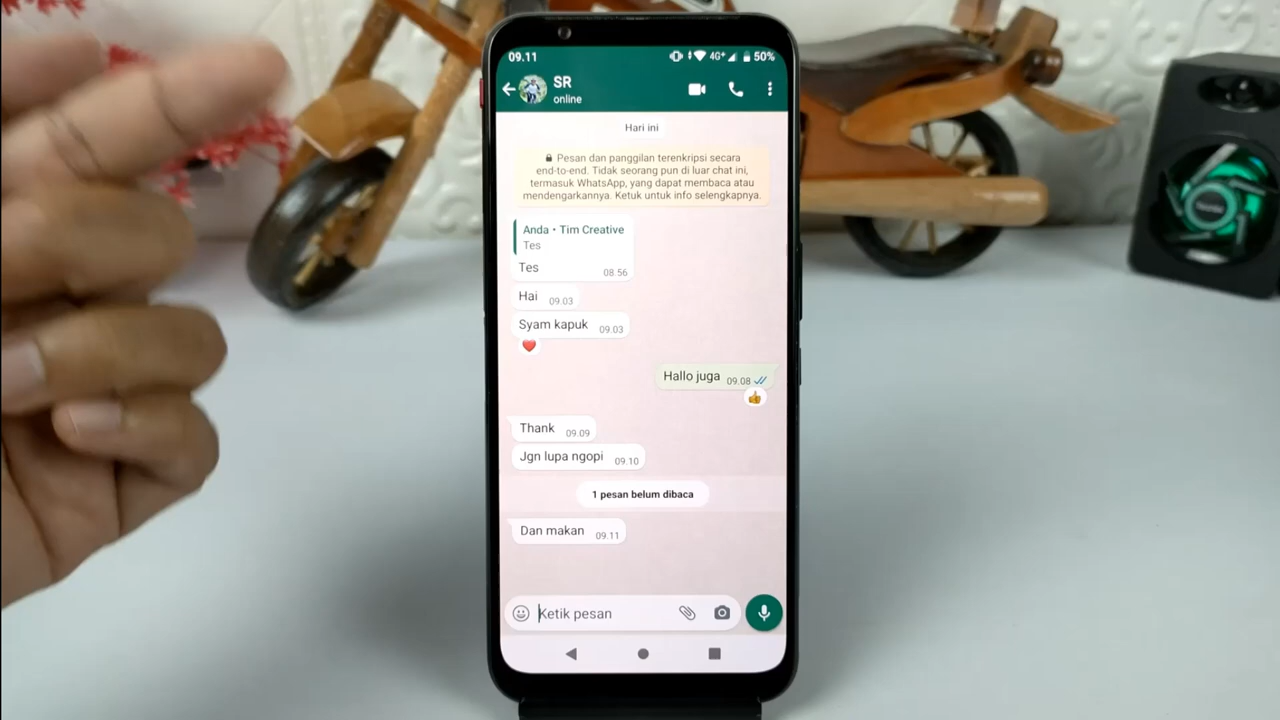 09.11
4G+
50%
SR
online
Hari ini
Pesan dan panggilan terenkripsi secara
end-to-end. Tidak seorang pun di luar chat ini,
termasuk WhatsApp, yang dapat membaca atau
mendengarkannya. Ketuk untuk info selengkapnya.
Anda • Tim Creative
Tes
Tes 08.56
Hai 09.03
Syam kapuk 09.03
Hallo juga 09.08
Thank 09.09
Jgn lupa ngopi 09.10
1 pesan belum dibaca
Dan makan 09.11
Ketik pesan